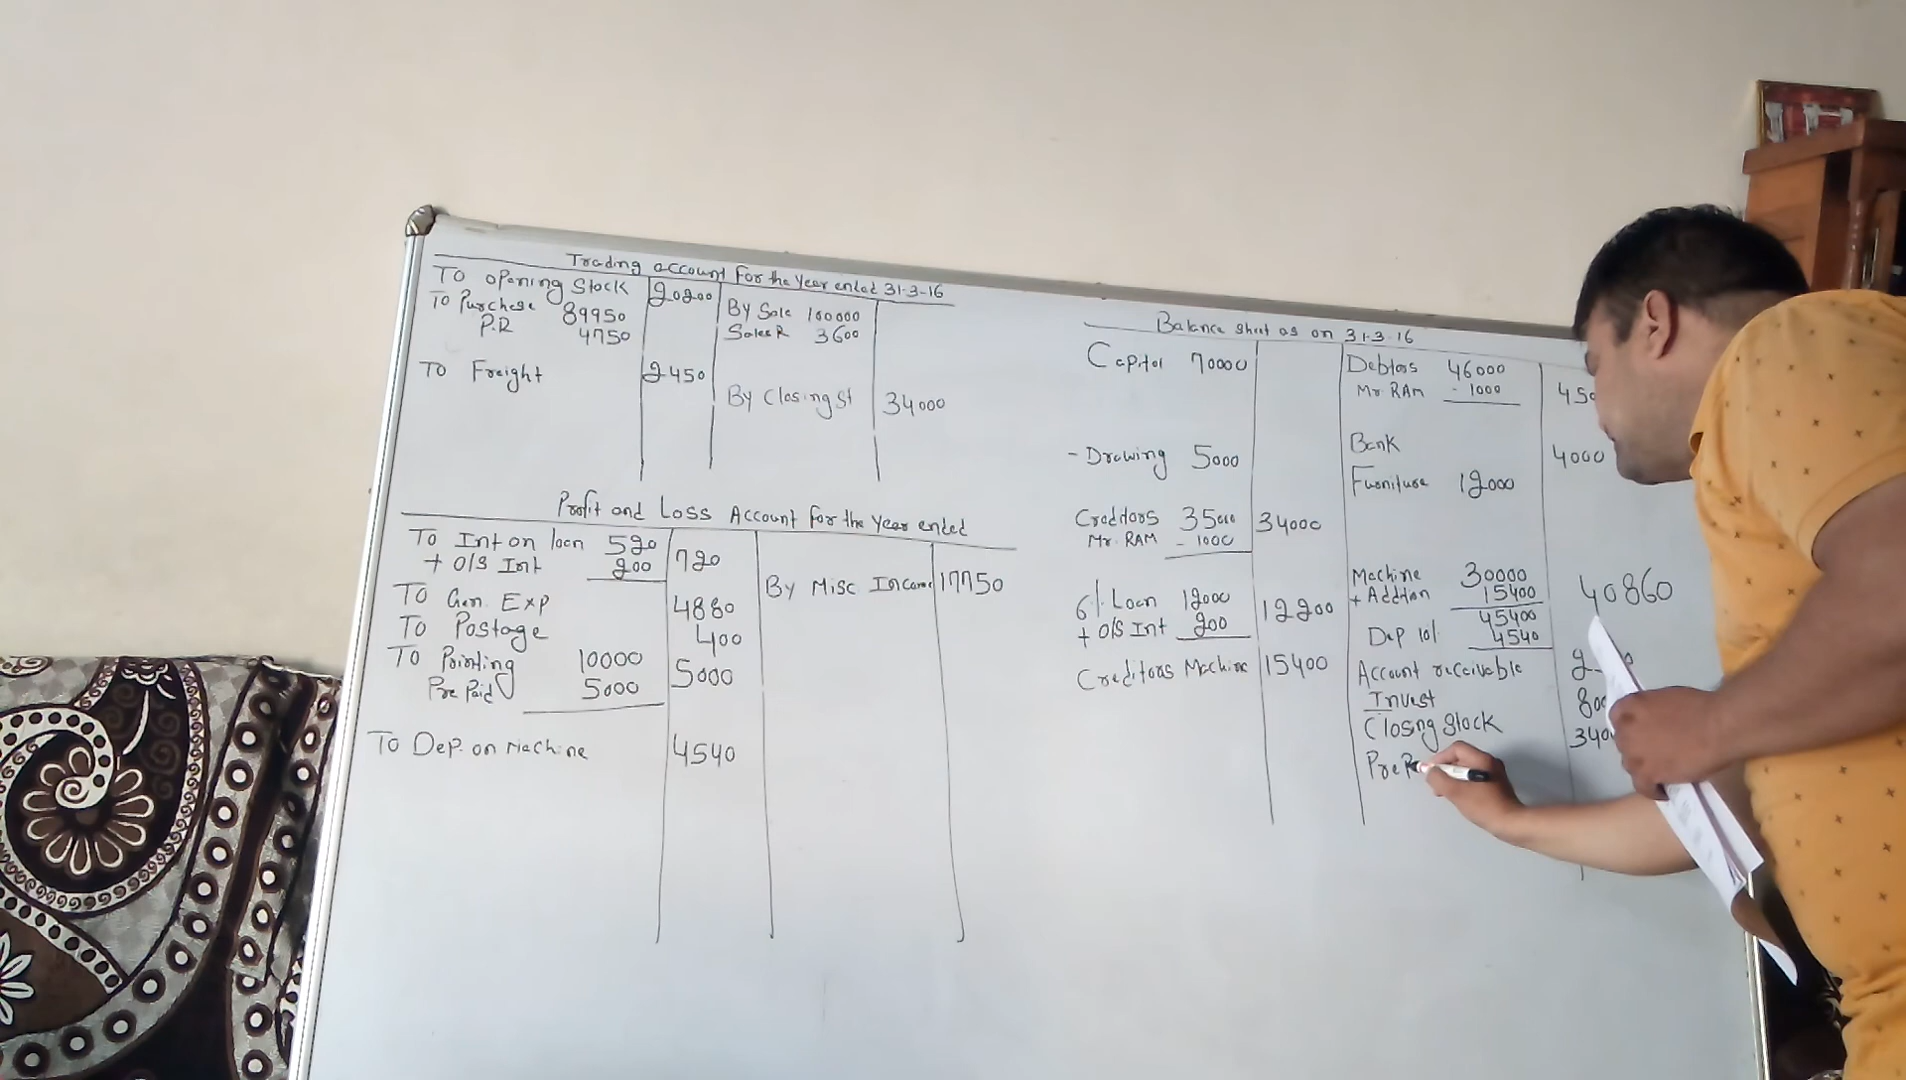 Trading account for the Year ended 31-3-16
To opening Stock 20200 By Sale 100000
To Purchese 89950 Sales R 3600
P.R 4750
To Freight 2450 By Closing St 34000
Profit and Loss Account for the Year ended
To Int on loan 520 720
+ O/S Int 200 By Misc Income 17750
To Gen. Exp 4880
To Postage 400
To Printing 10000 5000
Pre Paid 5000
To Dep. on Machine 4540
Balance sheet as on 31-3-16
Capital 70000 Debtors 46000
Mr RAM - 1000
Bank 4000
- Drawing 5000 Furniture 12000
Creditors 35000 34000
Mr. RAM - 1000
Machine 30000 40860
6% Loan 12000 12200 + Addtion 15400
+ O/S Int 200 45400
Dep 10% 4540
Creditors Machine 15400 Account receivable
Invest
Closing Stock
Pre